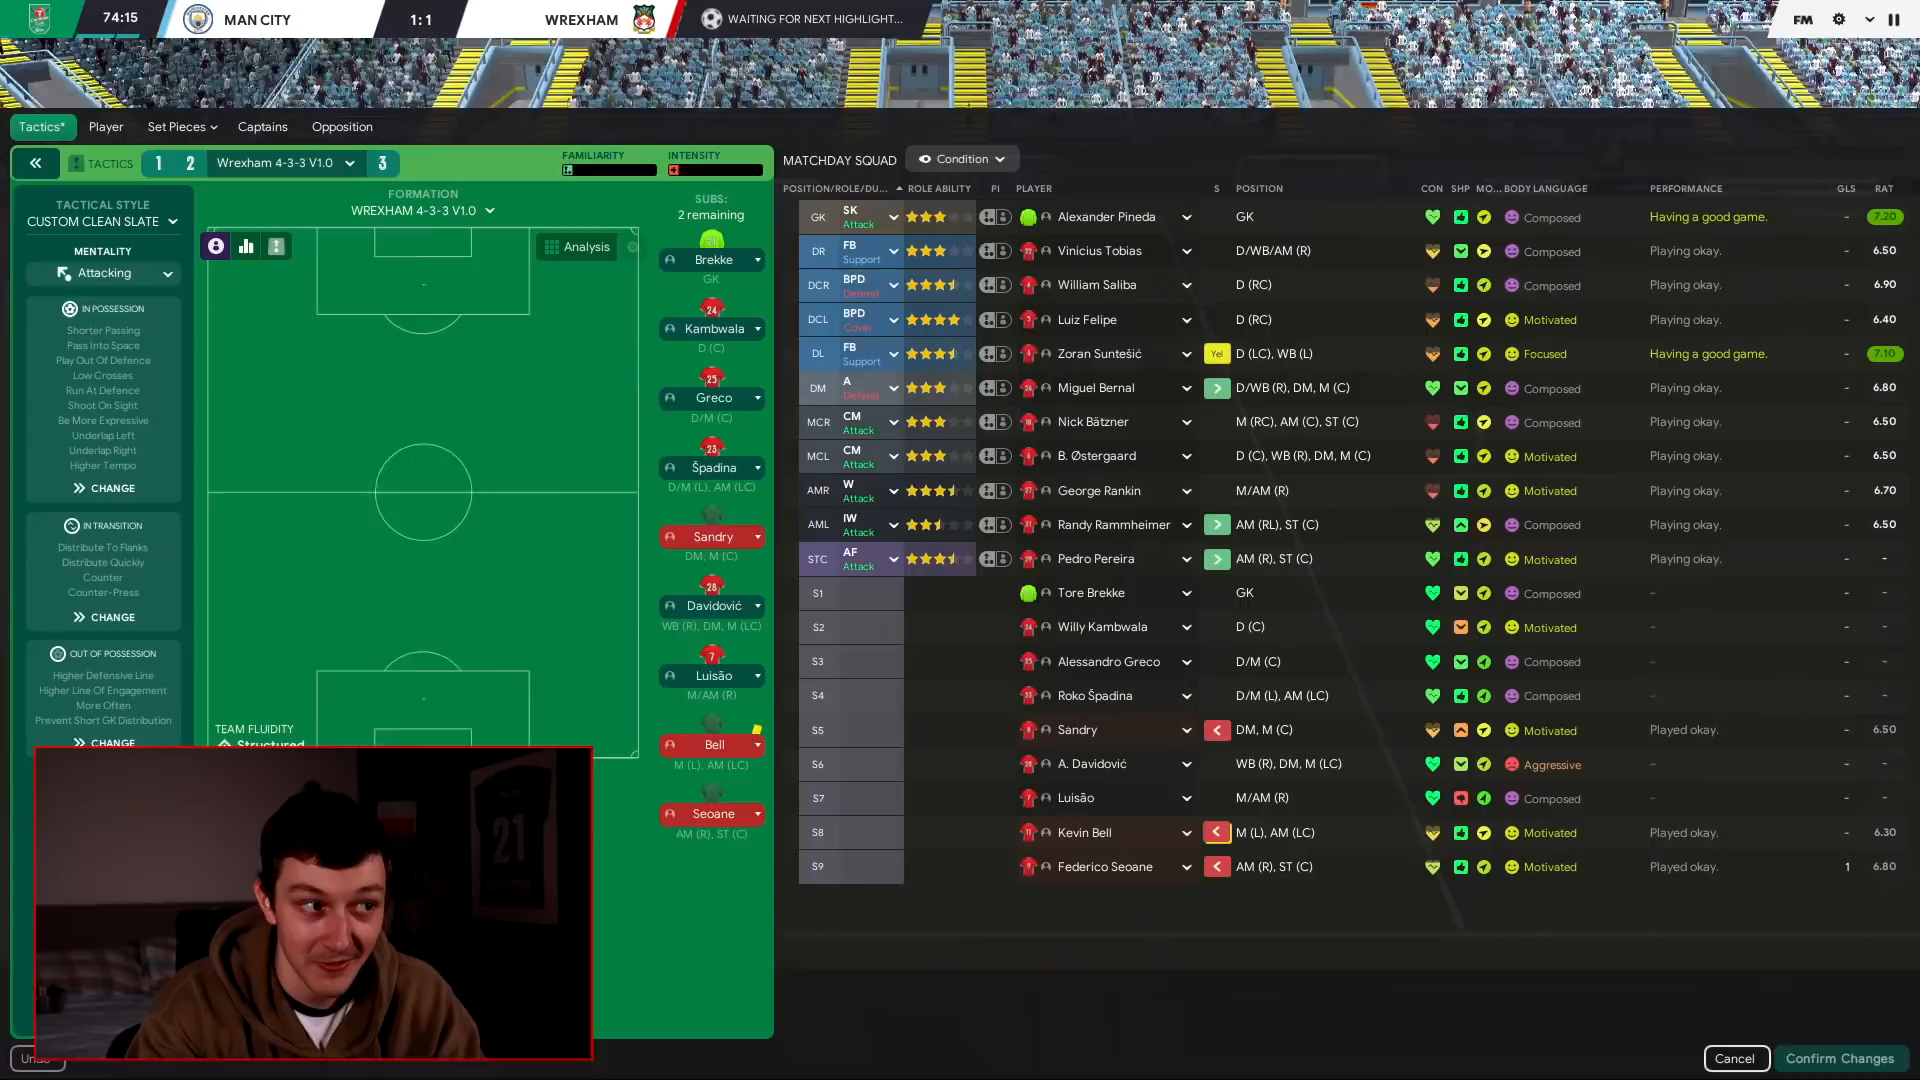 74:15 MAN CITY 1 : 1 WREXHAM WAITING FOR NEXT HIGHLIGHT... FM
Tactics* Player Set Pieces Captains Opposition
TACTICS 1 2 Wrexham 4-3-3 V1.0 3 FAMILIARITY INTENSITY
TACTICAL STYLE
CUSTOM CLEAN SLATE
MENTALITY
Attacking
IN POSSESSION
Shorter Passing
Pass Into Space
Play Out Of Defence
Low Crosses
Run At Defence
Shoot On Sight
Be More Expressive
Underlap Left
Underlap Right
Higher Tempo
CHANGE
IN TRANSITION
Distribute To Flanks
Distribute Quickly
Counter
Counter-Press
CHANGE
OUT OF POSSESSION
Higher Defensive Line
Higher Line Of Engagement
More Often
Prevent Short GK Distribution
CHANGE
FORMATION
WREXHAM 4-3-3 V1.0
Analysis
TEAM FLUIDITY
Structured
SUBS:
2 remaining
21
Brekke
GK
24
Kambwala
D (C)
25
Greco
D/M (C)
23
Špadina
D/M (L), AM (LC)
Sandry
DM, M (C)
28
Davidović
WB (R), DM, M (LC)
7
Luisão
M/AM (R)
Bell
M (L), AM (LC)
Seoane
AM (R), ST (C)
21
MATCHDAY SQUAD Condition
POSITION/ROLE/DU... ROLE ABILITY PI PLAYER S POSITION CON SHP MO... BODY LANGUAGE PERFORMANCE GLS RAT
GK SK Attack Alexander Pineda GK Composed Having a good game. - 7.20
DR FB Support Vinicius Tobias D/WB/AM (R) Composed Playing okay. - 6.50
DCR BPD Defend William Saliba D (RC) Composed Playing okay. - 6.90
DCL BPD Cover Luiz Felipe D (RC) Motivated Playing okay. - 6.40
DL FB Support Zoran Suntešić Yel D (LC), WB (L) Focused Having a good game. - 7.10
DM A Defend Miguel Bernal D/WB (R), DM, M (C) Composed Playing okay. - 6.80
MCR CM Attack Nick Bätzner M (RC), AM (C), ST (C) Composed Playing okay. - 6.50
MCL CM Attack B. Østergaard D (C), WB (R), DM, M (C) Motivated Playing okay. - 6.50
AMR W Attack George Rankin M/AM (R) Motivated Playing okay. - 6.70
AML IW Attack Randy Rammheimer AM (RL), ST (C) Composed Playing okay. - 6.50
STC AF Attack Pedro Pereira AM (R), ST (C) Motivated Playing okay. - -
S1 Tore Brekke GK Composed - - -
S2 Willy Kambwala D (C) Motivated - - -
S3 Alessandro Greco D/M (C) Composed - - -
S4 Roko Špadina D/M (L), AM (LC) Composed - - -
S5 Sandry DM, M (C) Motivated Played okay. - 6.50
S6 A. Davidović WB (R), DM, M (LC) Aggressive - - -
S7 Luisão M/AM (R) Composed - - -
S8 Kevin Bell M (L), AM (LC) Motivated Played okay. - 6.30
S9 Federico Seoane AM (R), ST (C) Motivated Played okay. 1 6.80
Cancel Confirm Changes